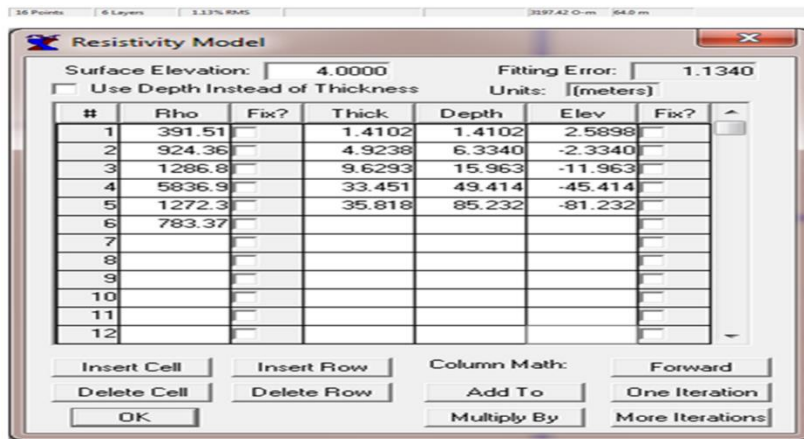 16 Points 6 Layers 1.13% RMS 3197.42 O-m 64.0 m
Resistivity Model
Surface Elevation: 4.0000 Fitting Error: 1.1340
Use Depth Instead of Thickness Units: (meters)
# Rho Fix? Thick Depth Elev Fix?
1 391.51 1.4102 1.4102 2.5898
2 924.36 4.9238 6.3340 -2.3340
3 1286.8 9.6293 15.963 -11.963
4 5836.9 33.451 49.414 -45.414
5 1272.3 35.818 85.232 -81.232
6 783.37
7
8
9
10
11
12
Insert Cell Insert Row Column Math: Forward
Delete Cell Delete Row Add To One Iteration
OK Multiply By More Iterations